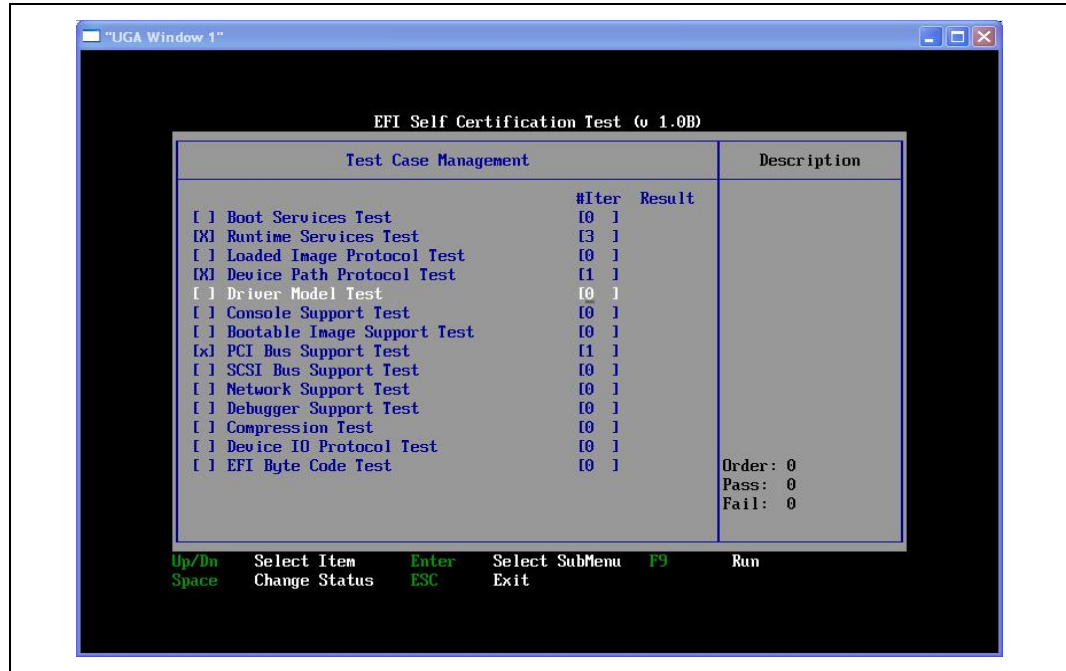 "UGA Window 1"
EFI Self Certification Test (v 1.0B)
Test Case Management
Description
#Iter Result
[ ] Boot Services Test [0 ]
[X] Runtime Services Test [3 ]
[ ] Loaded Image Protocol Test [0 ]
[X] Device Path Protocol Test [1 ]
[ ] Driver Model Test [0 ]
[ ] Console Support Test [0 ]
[ ] Bootable Image Support Test [0 ]
[x] PCI Bus Support Test [1 ]
[ ] SCSI Bus Support Test [0 ]
[ ] Network Support Test [0 ]
[ ] Debugger Support Test [0 ]
[ ] Compression Test [0 ]
[ ] Device IO Protocol Test [0 ]
[ ] EFI Byte Code Test [0 ]
Order: 0
Pass: 0
Fail: 0
Up/Dn Select Item Enter Select SubMenu F9 Run
Space Change Status ESC Exit